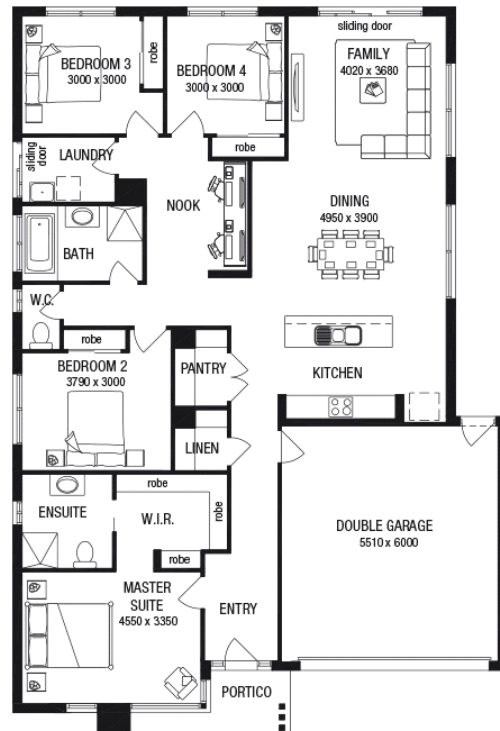 sliding door
BEDROOM 3
3000 x 3000
robe
BEDROOM 4
3000 x 3000
FAMILY
4020 x 3680
robe
sliding
door
LAUNDRY
NOOK
DINING
4950 x 3900
BATH
W.C.
robe
BEDROOM 2
3790 x 3000
PANTRY
KITCHEN
LINEN
robe
ENSUITE
W.I.R.
robe
robe
DOUBLE GARAGE
5510 x 6000
MASTER
SUITE
4550 x 3350
ENTRY
PORTICO